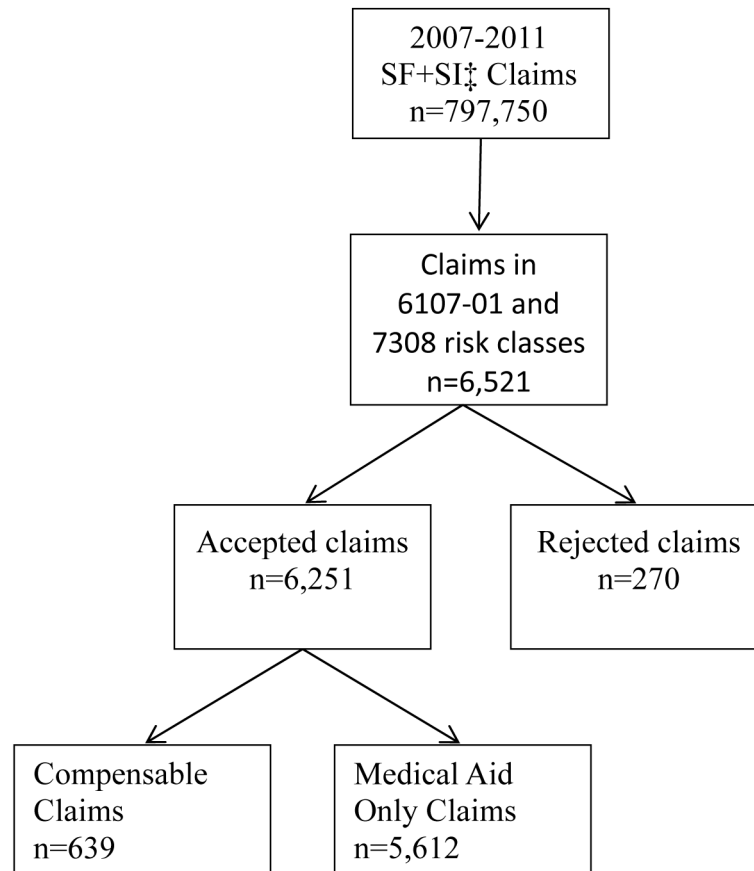 2007-2011
SF+SI‡ Claims
n=797,750
Claims in
6107-01 and
7308 risk classes
n=6,521
Accepted claims
n=6,251
Rejected claims
n=270
Compensable
Claims
n=639
Medical Aid
Only Claims
n=5,612